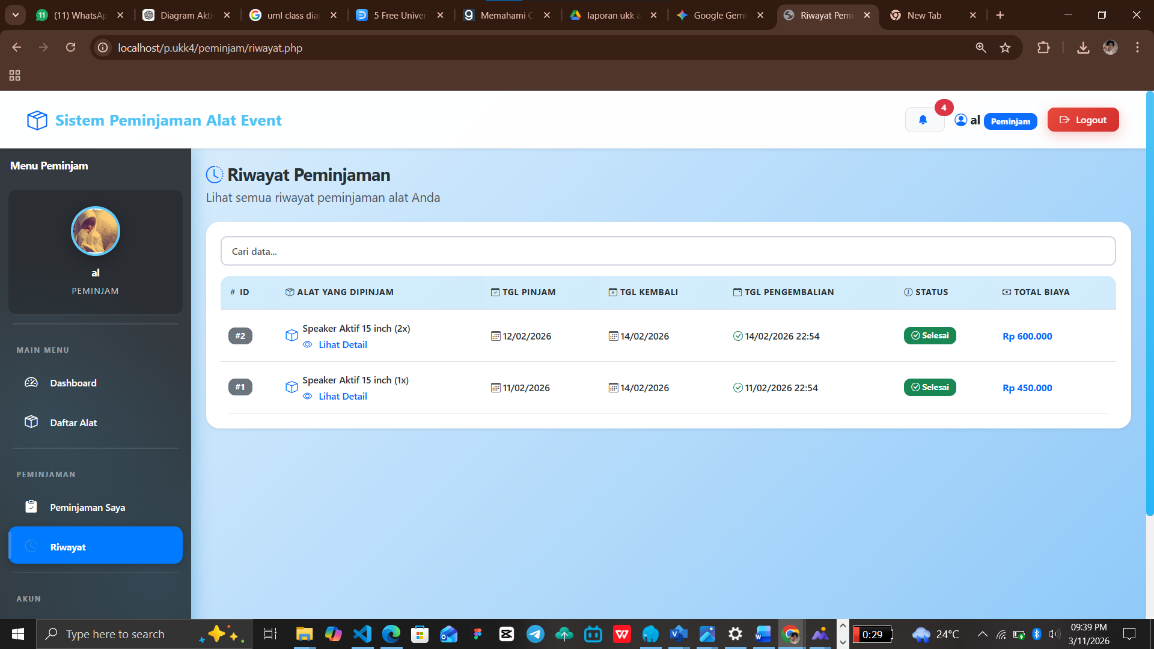 (11) WhatsAp
Diagram Akti
uml class dia
5 Free Univer
Memahami C
laporan ukk a
Google Gemi
Riwayat Pemi
New Tab
localhost/p.ukk4/peminjam/riwayat.php
Sistem Peminjaman Alat Event
4
al Peminjam
Logout
Menu Peminjam
al
PEMINJAM
MAIN MENU
Dashboard
Daftar Alat
PEMINJAMAN
Peminjaman Saya
Riwayat
AKUN
Riwayat Peminjaman
Lihat semua riwayat peminjaman alat Anda
Cari data...
# ID ALAT YANG DIPINJAM TGL PINJAM TGL KEMBALI TGL PENGEMBALIAN STATUS TOTAL BIAYA
#2 Speaker Aktif 15 inch (2x) 12/02/2026 14/02/2026 14/02/2026 22:54 Selesai Rp 600.000
Lihat Detail
#1 Speaker Aktif 15 inch (1x) 11/02/2026 14/02/2026 11/02/2026 22:54 Selesai Rp 450.000
Lihat Detail
Type here to search
0:29
24°C
09:39 PM
3/11/2026